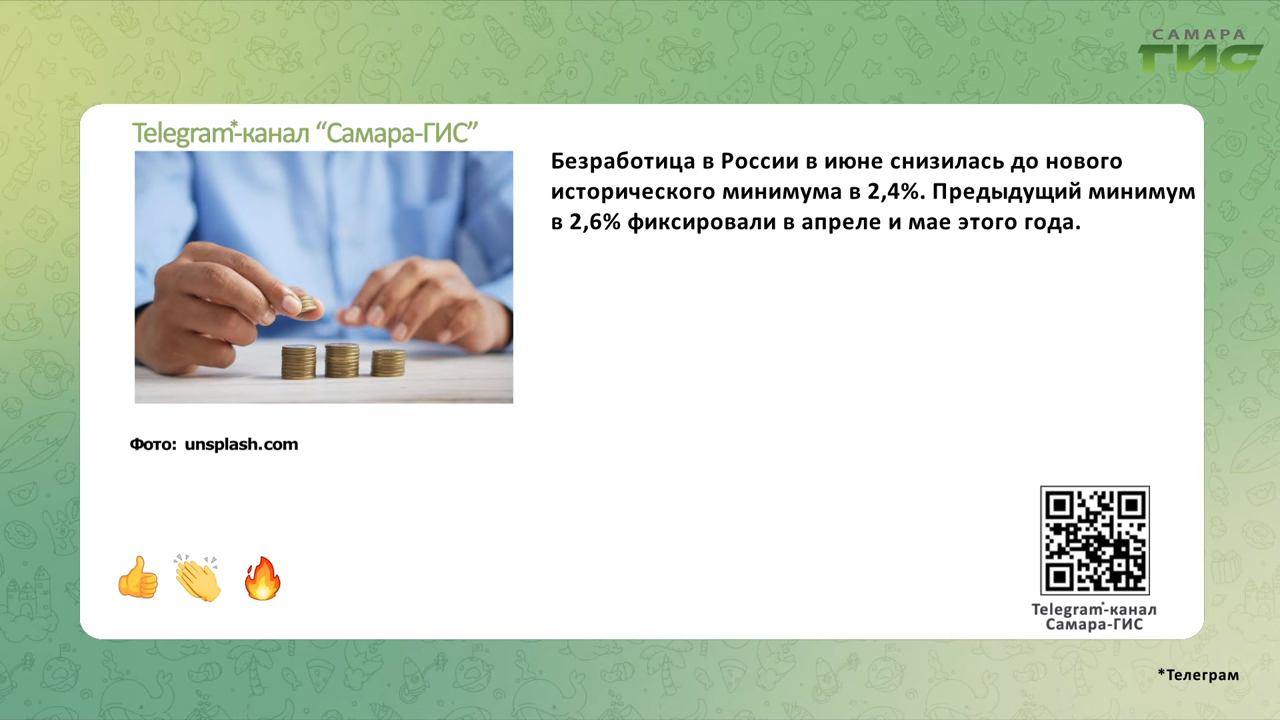 САМАРА
ГИС
Telegram*-канал “Самара-ГИС”
Безработица в России в июне снизилась до нового
исторического минимума в 2,4%. Предыдущий минимум
в 2,6% фиксировали в апреле и мае этого года.
Фото: unsplash.com
Telegram*-канал
Самара-ГИС
*Телеграм